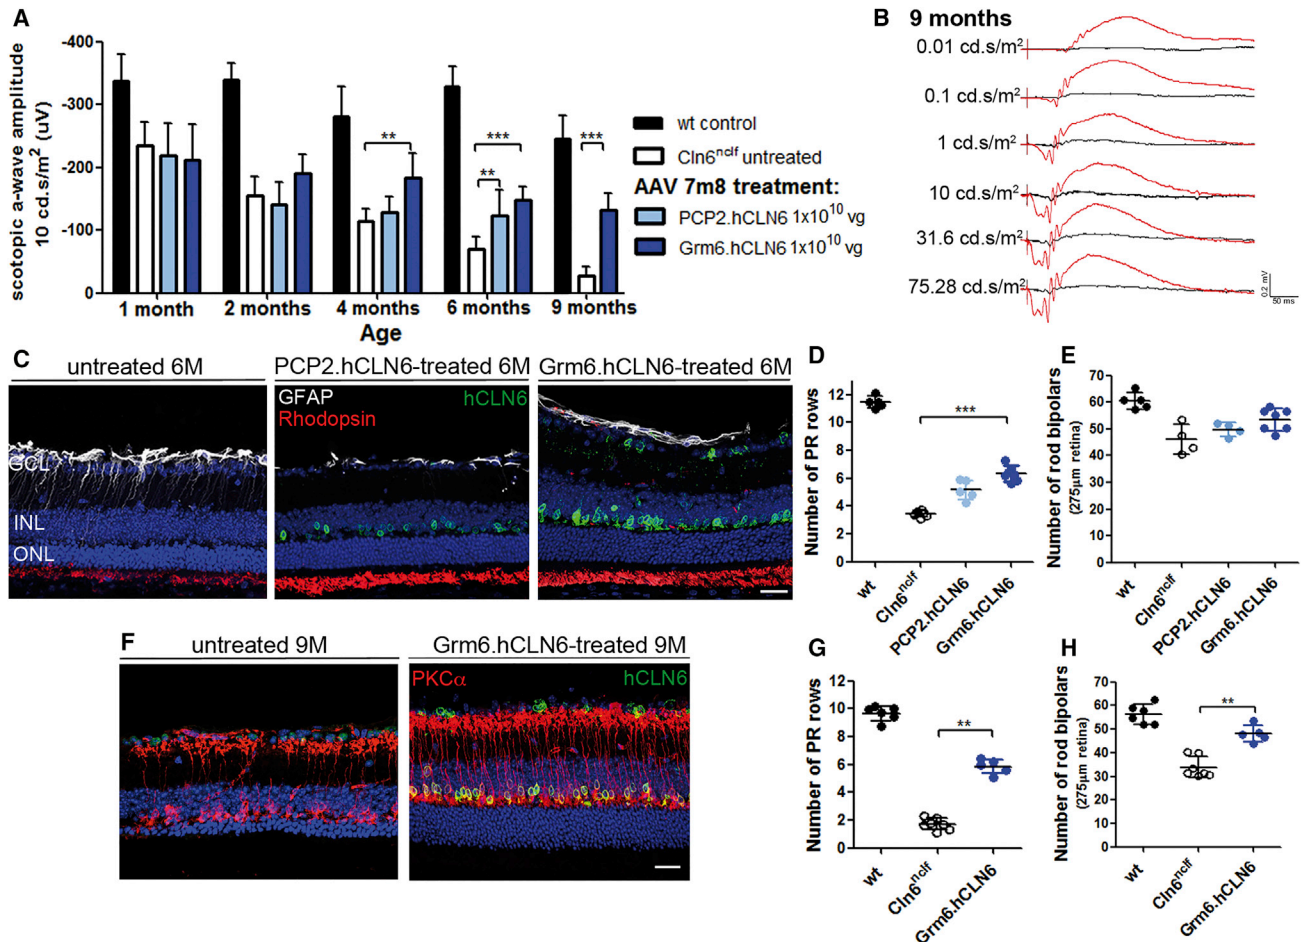 A
scotopic a-wave amplitude
10 cd.s/m² (uV)
-400
-300
-200
-100
0
** *** ** ***
1 month 2 months 4 months 6 months 9 months
Age
wt control
Cln6ⁿᶜˡᶠ untreated
AAV 7m8 treatment:
PCP2.hCLN6 1x10¹⁰ vg
Grm6.hCLN6 1x10¹⁰ vg
B
9 months
0.01 cd.s/m²
0.1 cd.s/m²
1 cd.s/m²
10 cd.s/m²
31.6 cd.s/m²
75.28 cd.s/m²
0.2 mV
50 ms
C
untreated 6M
PCP2.hCLN6-treated 6M
Grm6.hCLN6-treated 6M
GFAP
Rhodopsin
hCLN6
GCL
INL
ONL
D
Number of PR rows
12
10
8
6
4
2
0
***
wt
Cln6ⁿᶜˡᶠ
PCP2.hCLN6
Grm6.hCLN6
E
Number of rod bipolars
(275µm retina)
70
60
50
40
30
20
10
0
wt
Cln6ⁿᶜˡᶠ
PCP2.hCLN6
Grm6.hCLN6
F
untreated 9M
Grm6.hCLN6-treated 9M
PKCα
hCLN6
G
Number of PR rows
12
10
8
6
4
2
0
**
wt
Cln6ⁿᶜˡᶠ
Grm6.hCLN6
H
Number of rod bipolars
(275µm retina)
70
60
50
40
30
20
10
0
**
wt
Cln6ⁿᶜˡᶠ
Grm6.hCLN6